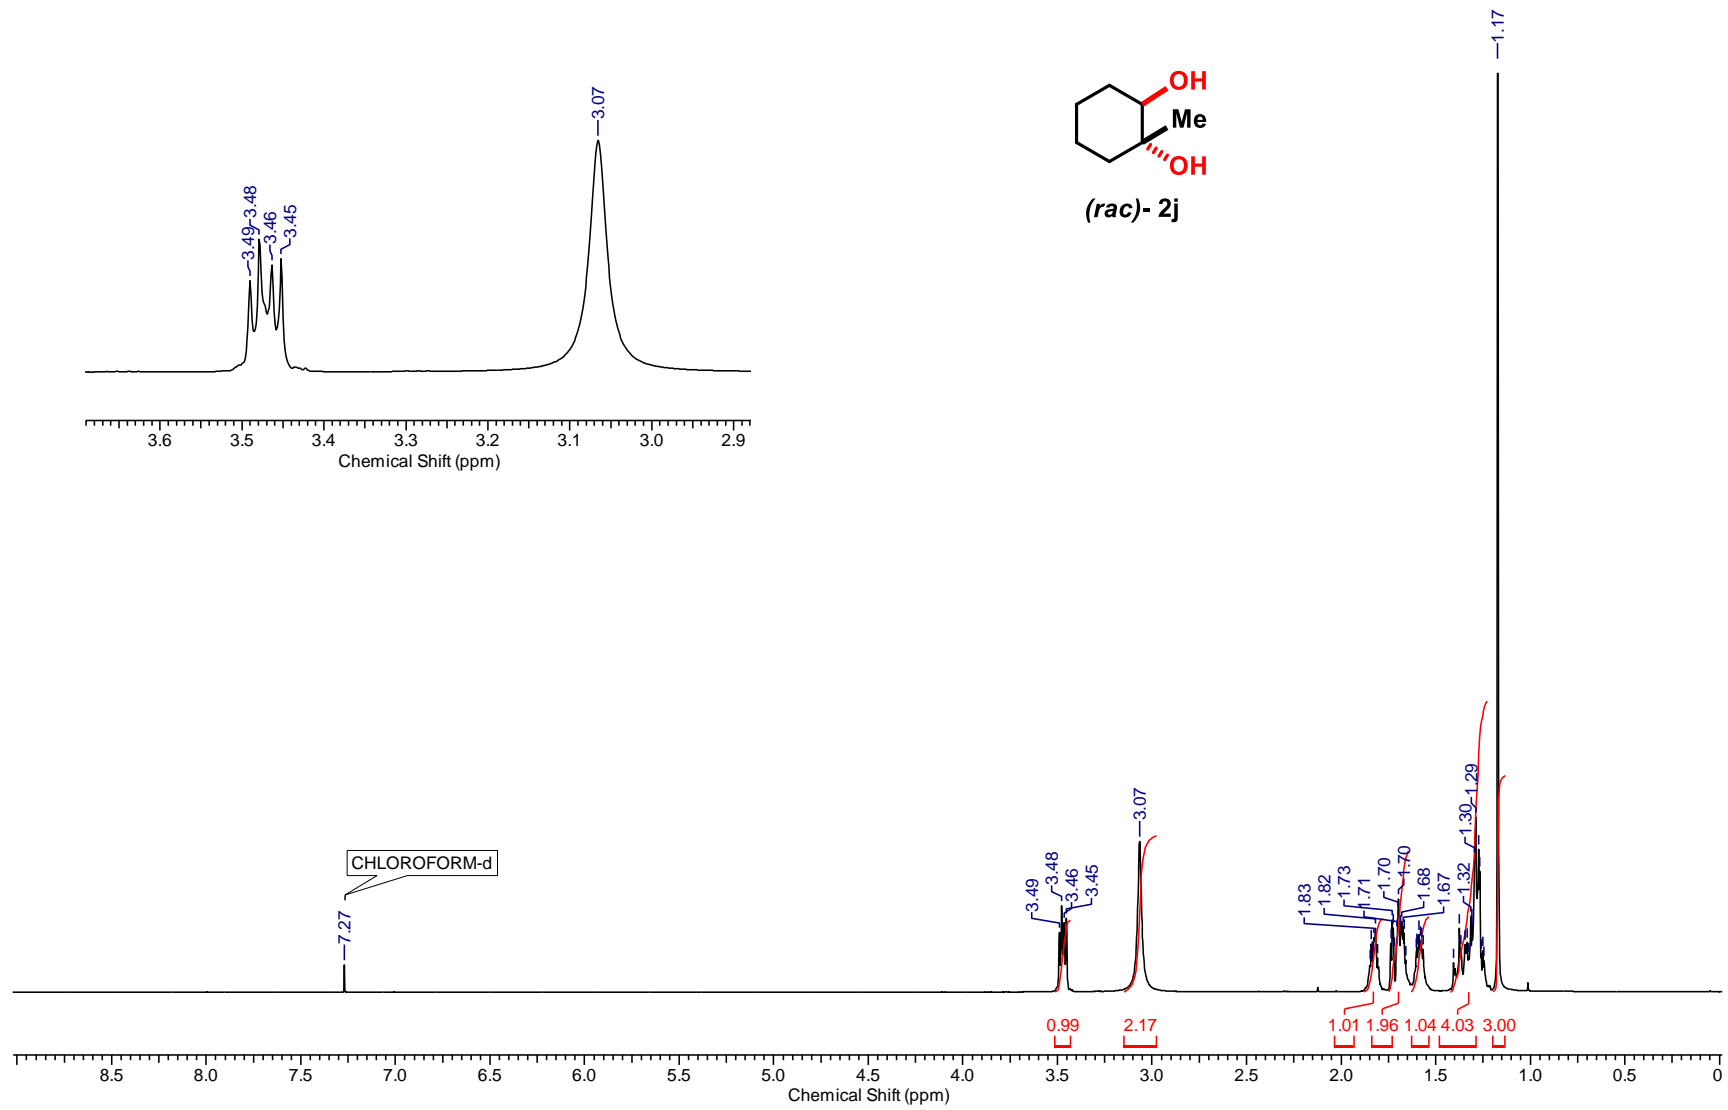 1.17
OH
Me
OH
(rac)- 2j
3.49 3.48 3.46 3.45 3.07
3.6 3.5 3.4 3.3 3.2 3.1 3.0 2.9
Chemical Shift (ppm)
CHLOROFORM-d
7.27
3.49 3.48 3.46 3.45 3.07
1.83 1.82 1.73 1.71 1.70 1.70 1.68 1.67 1.32 1.30 1.29
0.99 2.17 1.01 1.96 1.04 4.03 3.00
8.5 8.0 7.5 7.0 6.5 6.0 5.5 5.0 4.5 4.0 3.5 3.0 2.5 2.0 1.5 1.0 0.5 0
Chemical Shift (ppm)